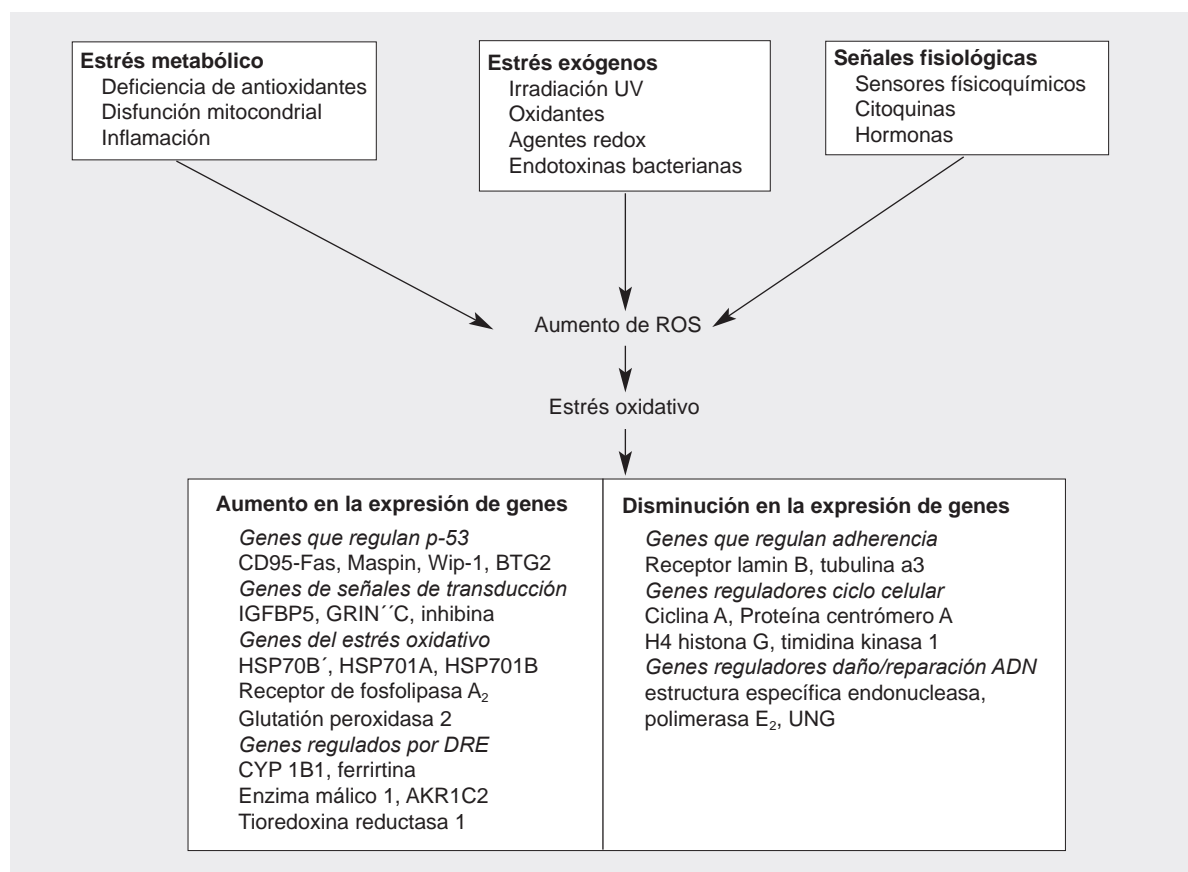 Estrés metabólico
Deficiencia de antioxidantes
Disfunción mitocondrial
Inflamación
Estrés exógenos
Irradiación UV
Oxidantes
Agentes redox
Endotoxinas bacterianas
Señales fisiológicas
Sensores físicoquímicos
Citoquinas
Hormonas
Aumento de ROS
Estrés oxidativo
Aumento en la expresión de genes
Genes que regulan p-53
CD95-Fas, Maspin, Wip-1, BTG2
Genes de señales de transducción
IGFBP5, GRIN´´C, inhibina
Genes del estrés oxidativo
HSP70B´, HSP701A, HSP701B
Receptor de fosfolipasa A₂
Glutatión peroxidasa 2
Genes regulados por DRE
CYP 1B1, ferrirtina
Enzima málico 1, AKR1C2
Tioredoxina reductasa 1
Disminución en la expresión de genes
Genes que regulan adherencia
Receptor lamin B, tubulina a3
Genes reguladores ciclo celular
Ciclina A, Proteína centrómero A
H4 histona G, timidina kinasa 1
Genes reguladores daño/reparación ADN
estructura específica endonucleasa,
polimerasa E₂, UNG